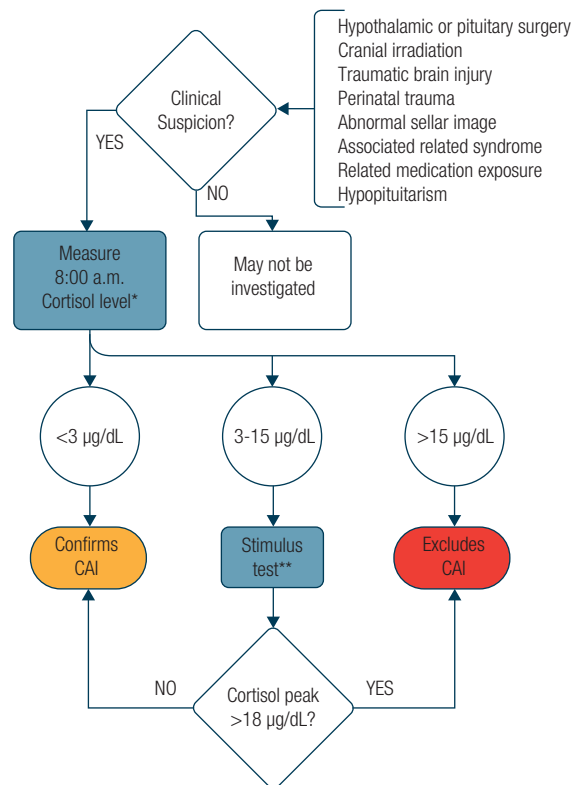 Hypothalamic or pituitary surgery
Cranial irradiation
Traumatic brain injury
Perinatal trauma
Abnormal sellar image
Associated related syndrome
Related medication exposure
Hypopituitarism
Clinical
Suspicion?
YES
NO
Measure
8:00 a.m.
Cortisol level*
May not be
investigated
<3 µg/dL
3-15 µg/dL
>15 µg/dL
Confirms
CAI
Stimulus
test**
Excludes
CAI
NO
Cortisol peak
>18 µg/dL?
YES